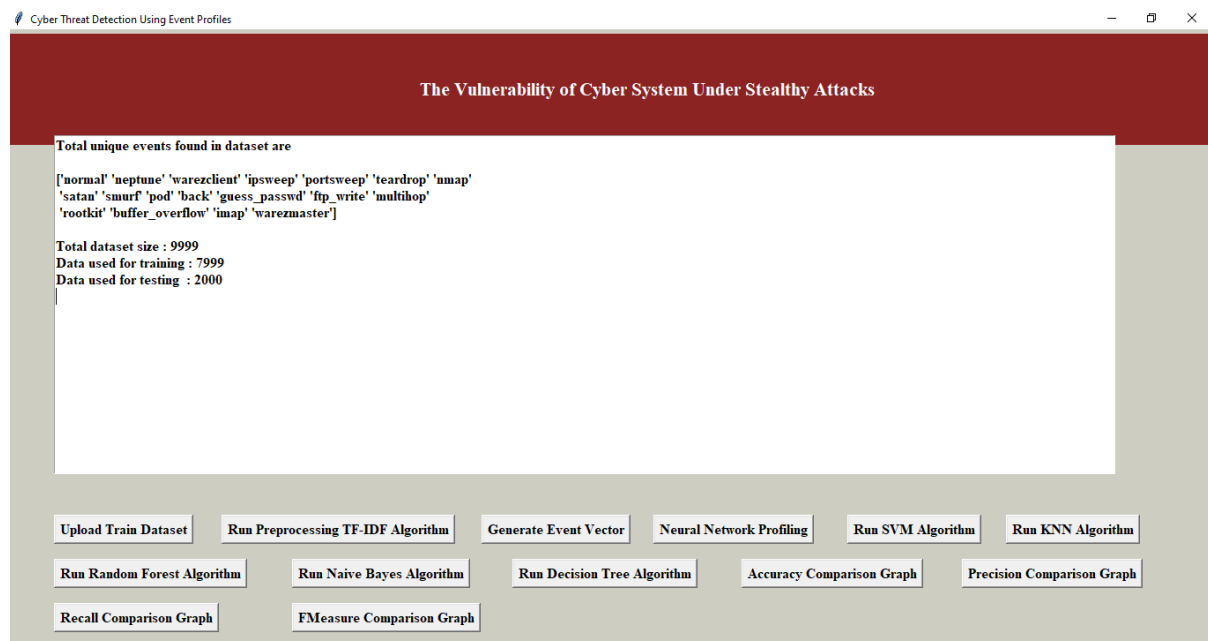 Cyber Threat Detection Using Event Profiles
The Vulnerability of Cyber System Under Stealthy Attacks
Total unique events found in dataset are
['normal' 'neptune' 'warezclient' 'ipsweep' 'portsweep' 'teardrop' 'nmap'
'satan' 'smurf' 'pod' 'back' 'guess_passwd' 'ftp_write' 'multihop'
'rootkit' 'buffer_overflow' 'imap' 'warezmaster']
Total dataset size : 9999
Data used for training : 7999
Data used for testing : 2000
Upload Train Dataset Run Preprocessing TF-IDF Algorithm Generate Event Vector Neural Network Profiling Run SVM Algorithm Run KNN Algorithm
Run Random Forest Algorithm Run Naive Bayes Algorithm Run Decision Tree Algorithm Accuracy Comparison Graph Precision Comparison Graph
Recall Comparison Graph FMeasure Comparison Graph